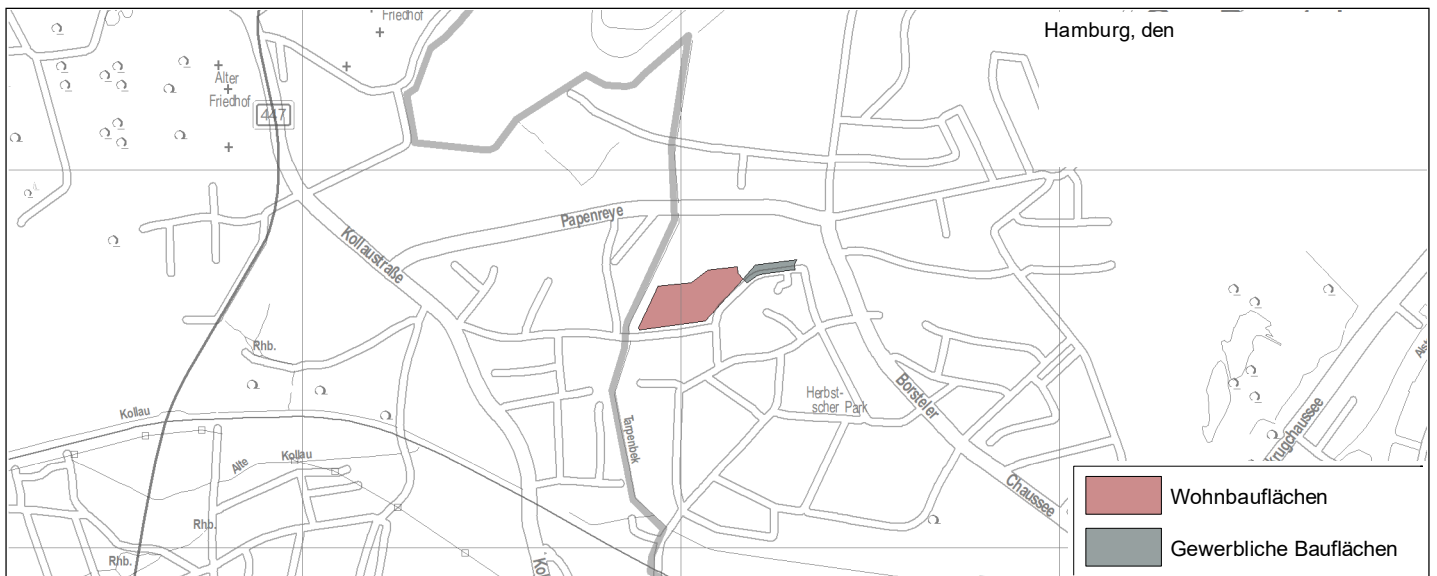 Friedhof
Hamburg, den
Alter
Friedhof
447
Papenreye
Kollaustraße
Rhb.
Herbst-
scher Park
Borsteler
Kollau
Tarpenbek
Krugchaussee
Alte
Kollau
Chaussee
Wohnbauflächen
Rhb.
Gewerbliche Bauflächen
Rhb.